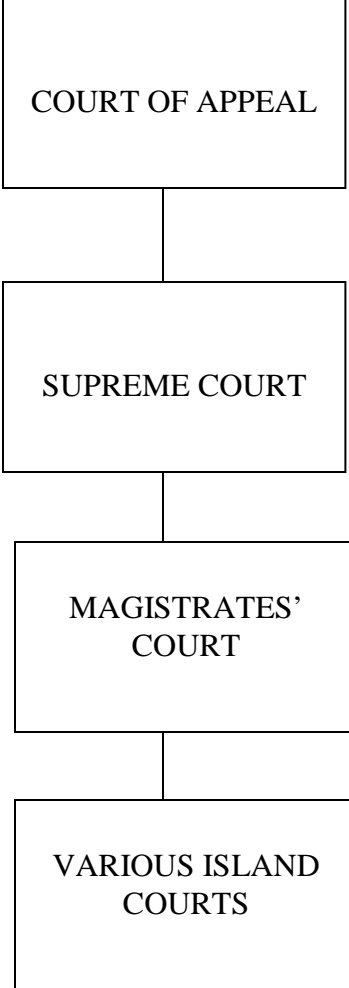 COURT OF APPEAL
SUPREME COURT
MAGISTRATES’
COURT
VARIOUS ISLAND
COURTS